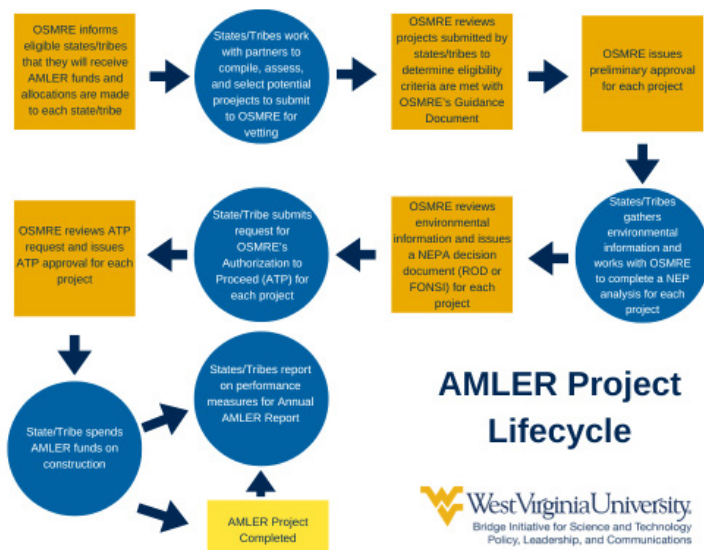 OSMRE informs
eligible states/tribes
that they will receive
AMLER funds and
allocations are made
to each state/tribe
States/Tribes work
with partners to
compile, assess,
and select potential
proejects to submit
to OSMRE for
vetting
OSMRE reviews
projects submitted by
states/tribes to
determine eligibility
criteria are met with
OSMRE's Guidance
Document
OSMRE issues
preliminary approval
for each project
States/Tribes
gathers
environmental
information and
works with OSMRE
to complete a NEP
analysis for each
project
OSMRE reviews
environmental
information and issues
a NEPA decision
document (ROD or
FONSI) for each
project
State/Tribe submits
request for
OSMRE's
Authorization to
Proceed (ATP) for
each project
OSMRE reviews ATP
request and issues
ATP approval for each
project
State/Tribe spends
AMLER funds on
construction
States/Tribes report
on performance
measures for Annual
AMLER Report
AMLER Project
Completed
AMLER Project
Lifecycle
WestVirginiaUniversity.
Bridge Initiative for Science and Technology
Policy, Leadership, and Communications